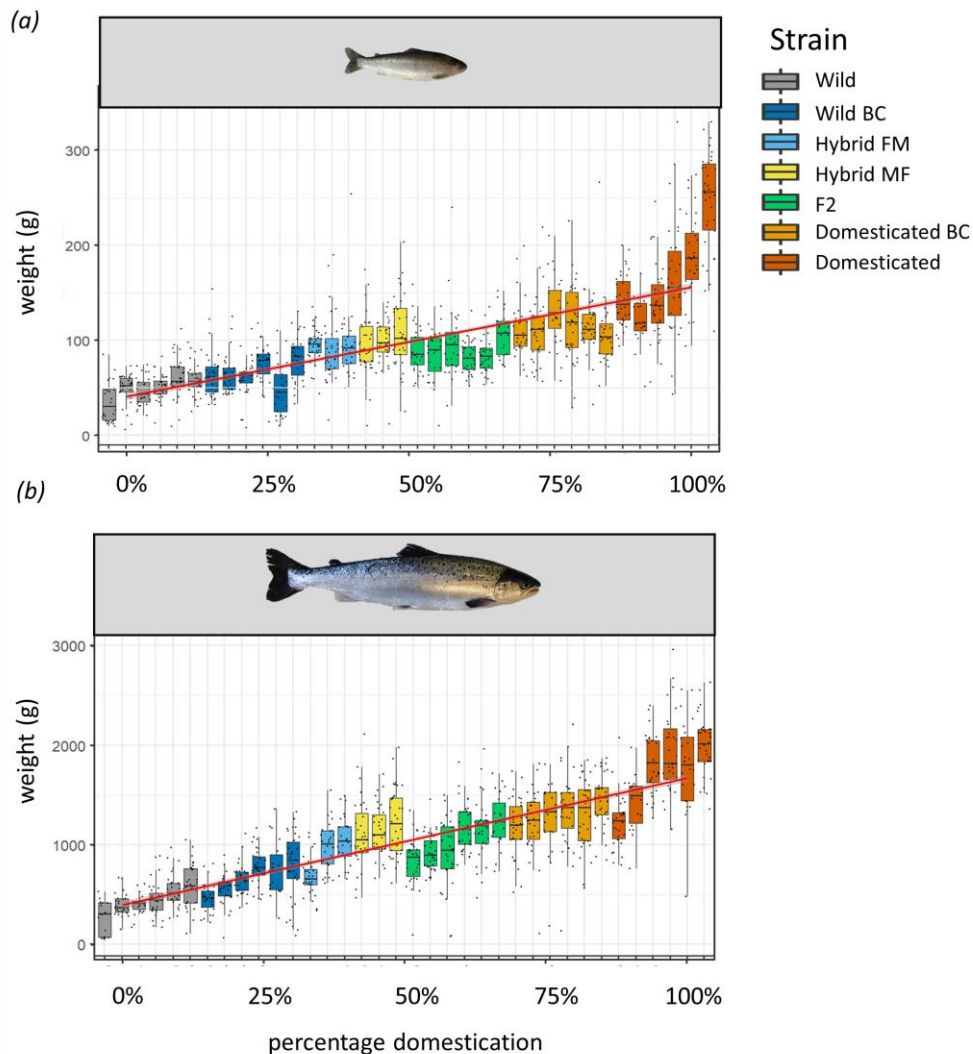 (a)
Strain
Wild
Wild BC
Hybrid FM
Hybrid MF
F2
Domesticated BC
Domesticated
weight (g)
300
200
100
0
0% 25% 50% 75% 100%
(b)
weight (g)
3000
2000
1000
0
0% 25% 50% 75% 100%
percentage domestication